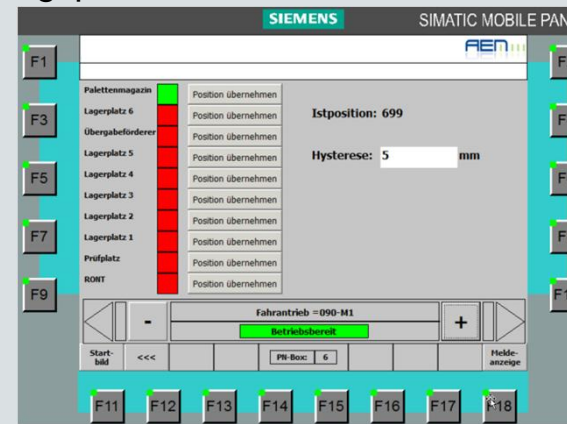 SIEMENS
SIMATIC MOBILE PAN
AEM
F1
Palettenmagazin Position übernehmen
Lagerplatz 6 Position übernehmen
Istposition: 699
F3
Übergabeförderer Position übernehmen
Lagerplatz 5 Position übernehmen
Hysterese: 5 mm
Lagerplatz 4 Position übernehmen
F5
Lagerplatz 3 Position übernehmen
Lagerplatz 2 Position übernehmen
F7
Lagerplatz 1 Position übernehmen
Prüfplatz Position übernehmen
RONT Position übernehmen
F9
Fahrantrieb =090-M1
- +
Betriebsbereit
Start-
bild <<< PN-Box: 6 Melde-
anzeige
F11 F12 F13 F14 F15 F16 F17 F18